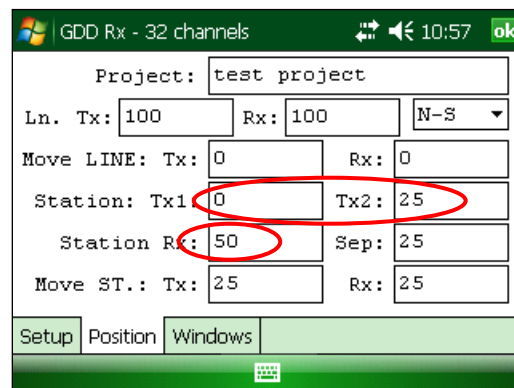 GDD Rx - 32 channels 10:57 ok
Project: test project
Ln. Tx: 100 Rx: 100 N-S
Move LINE: Tx: 0 Rx: 0
Station: Tx1: 0 Tx2: 25
Station Rx: 50 Sep: 25
Move ST.: Tx: 25 Rx: 25
Setup Position Windows